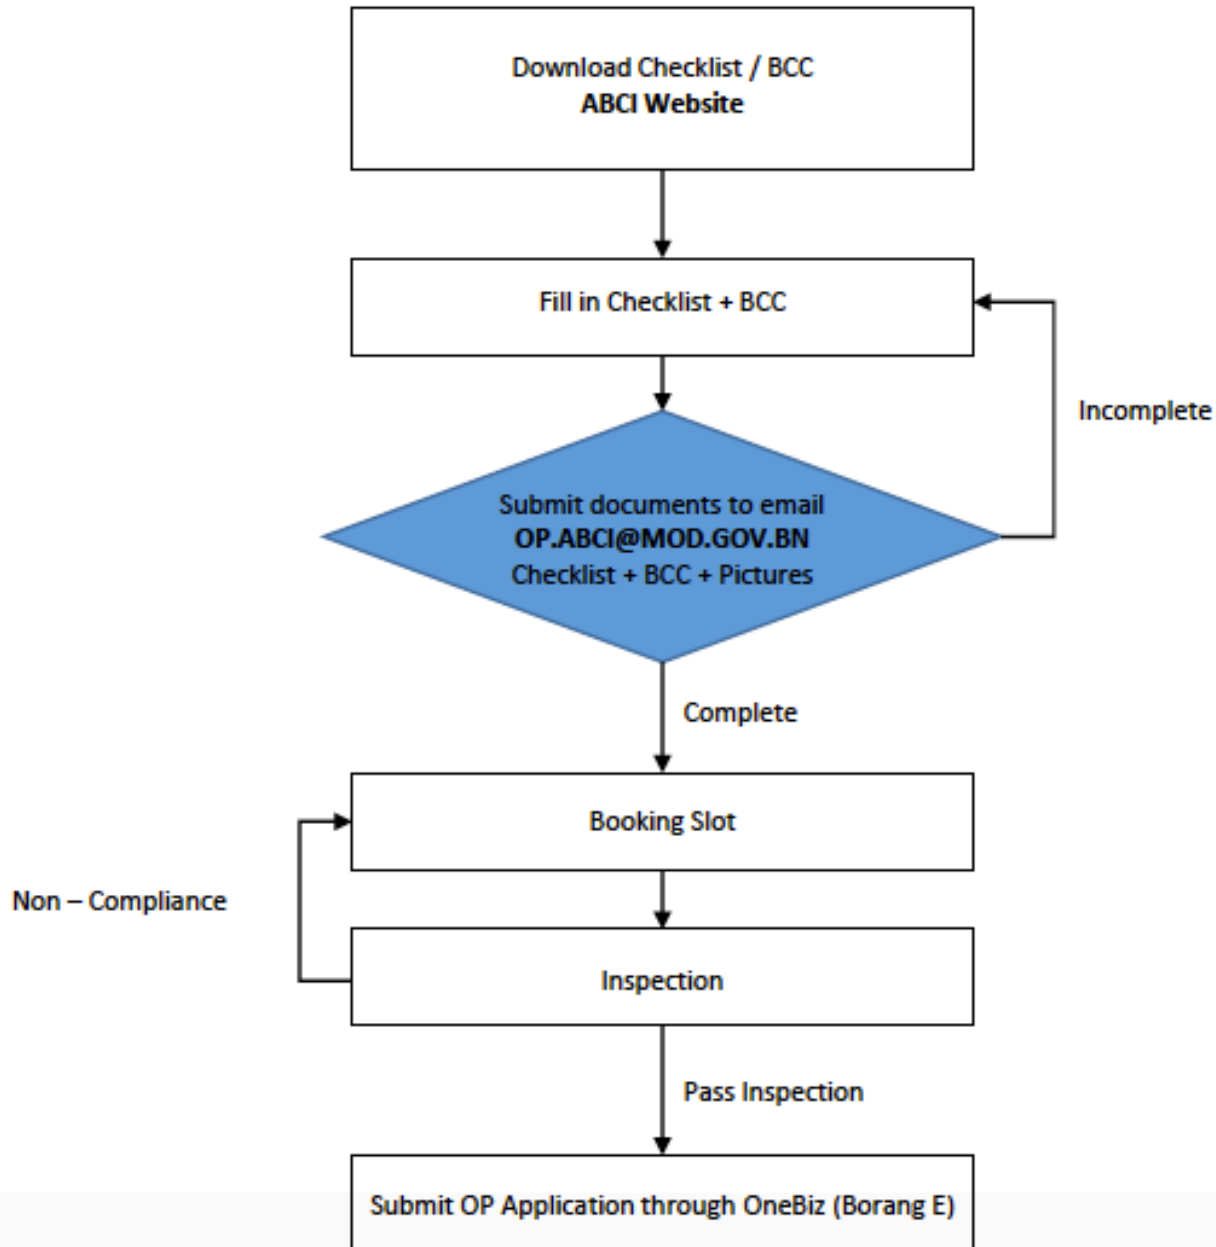 Download Checklist / BCC
ABCI Website
Fill in Checklist + BCC
Incomplete
Submit documents to email
OP.ABCI@MOD.GOV.BN
Checklist + BCC + Pictures
Complete
Booking Slot
Non – Compliance
Inspection
Pass Inspection
Submit OP Application through OneBiz (Borang E)